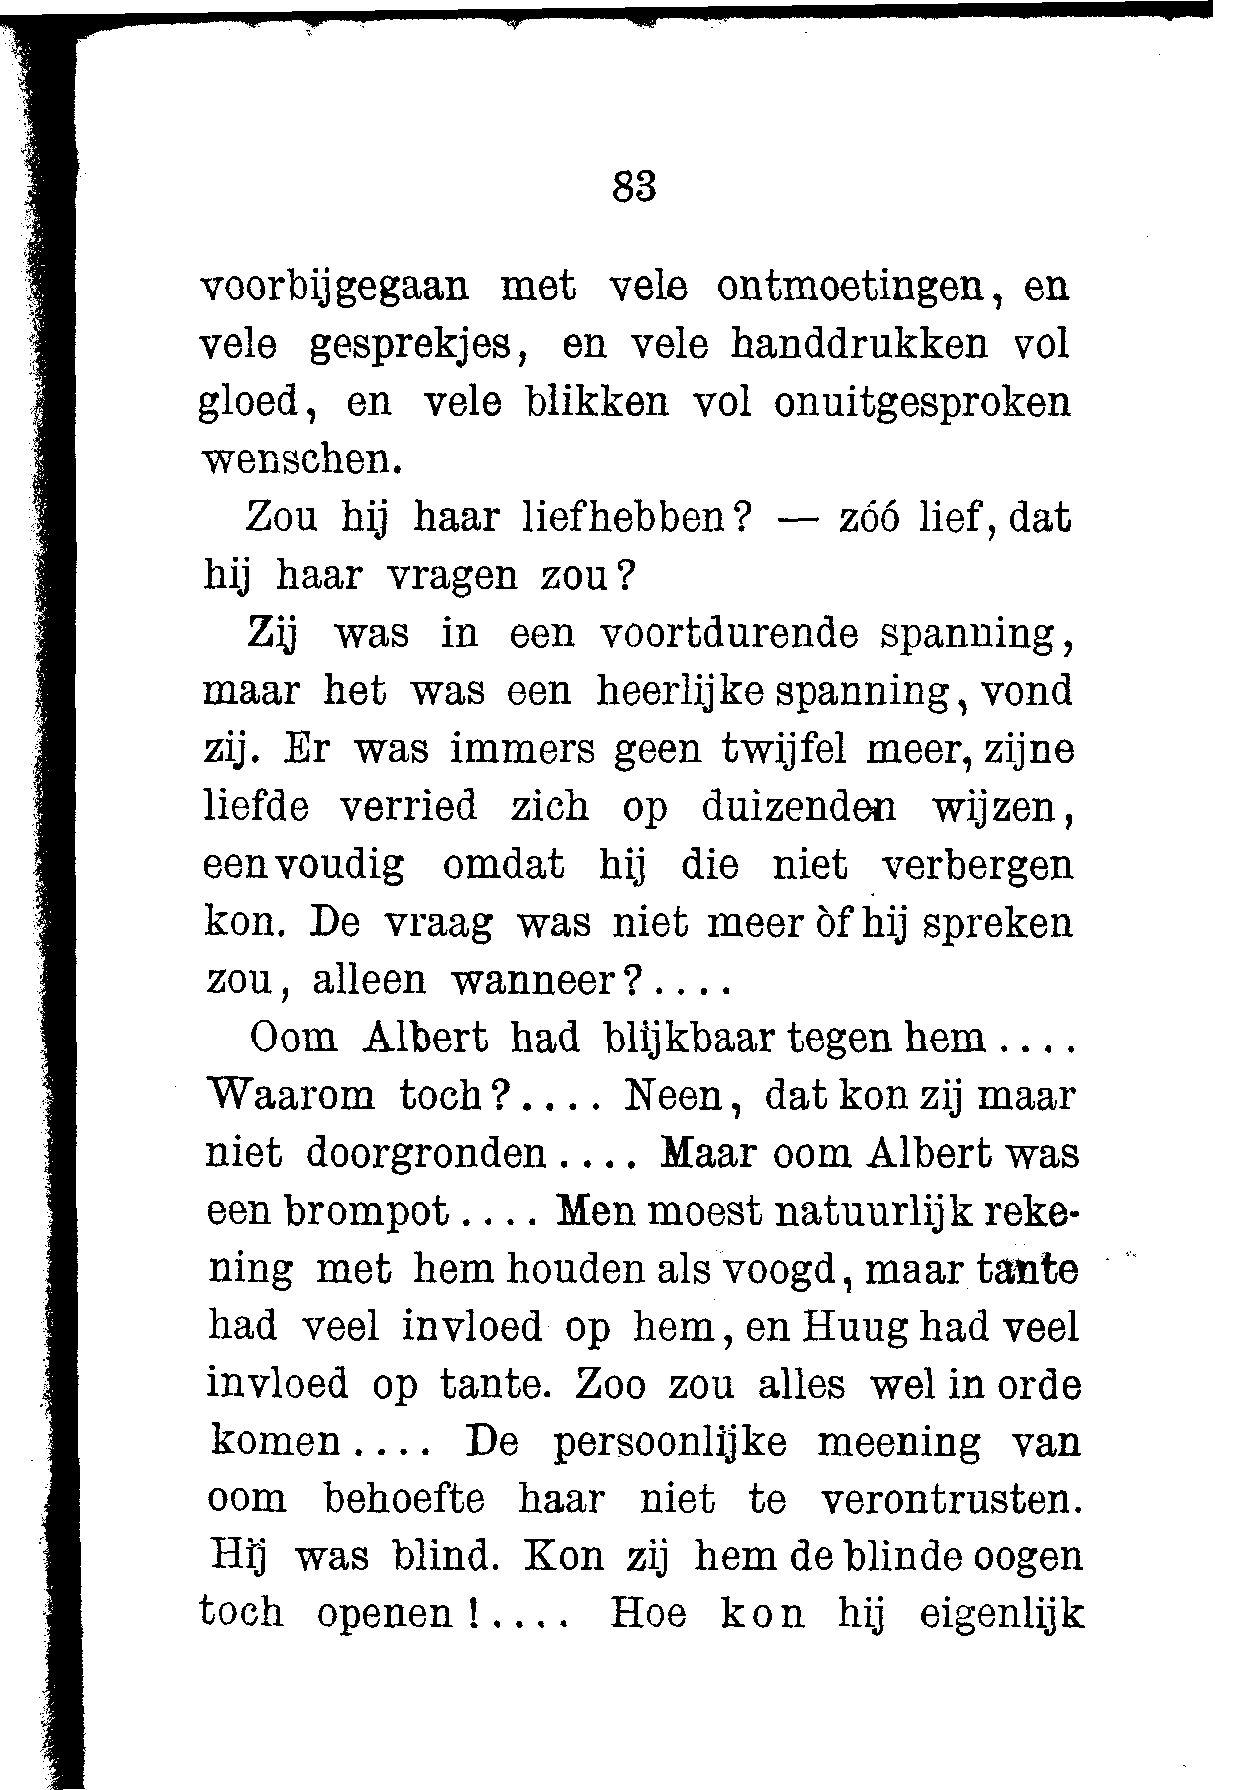 83
voorbijgegaan met vele ontmoetingen, en
vele gesprekjes, en vele handdrukken vol
gloed, en vele blikken vol onuitgesproken
wenschen.
Zou hij haar liefhebben? — zóó lief, dat
hij haar vragen zou?
Zij was in een voortdurende spanning,
maar het was een heerlijke spanning, vond
zij. Er was immers geen twijfel meer, zijne
liefde verried zich op duizenden wijzen,
eenvoudig omdat hij die niet verbergen
kon. De vraag was niet meer òf hij spreken
zou, alleen wanneer?....
Oom Albert had blijkbaar tegen hem....
Waarom toch?.... Neen, dat kon zij maar
niet doorgronden.... Maar oom Albert was
een brompot.... Men moest natuurlijk reke-
ning met hem houden als voogd, maar tante
had veel invloed op hem, en Huug had veel
invloed op tante. Zoo zou alles wel in orde
komen.... De persoonlijke meening van
oom behoefte haar niet te verontrusten.
Hij was blind. Kon zij hem de blinde oogen
toch openen!.... Hoe kon hij eigenlijk